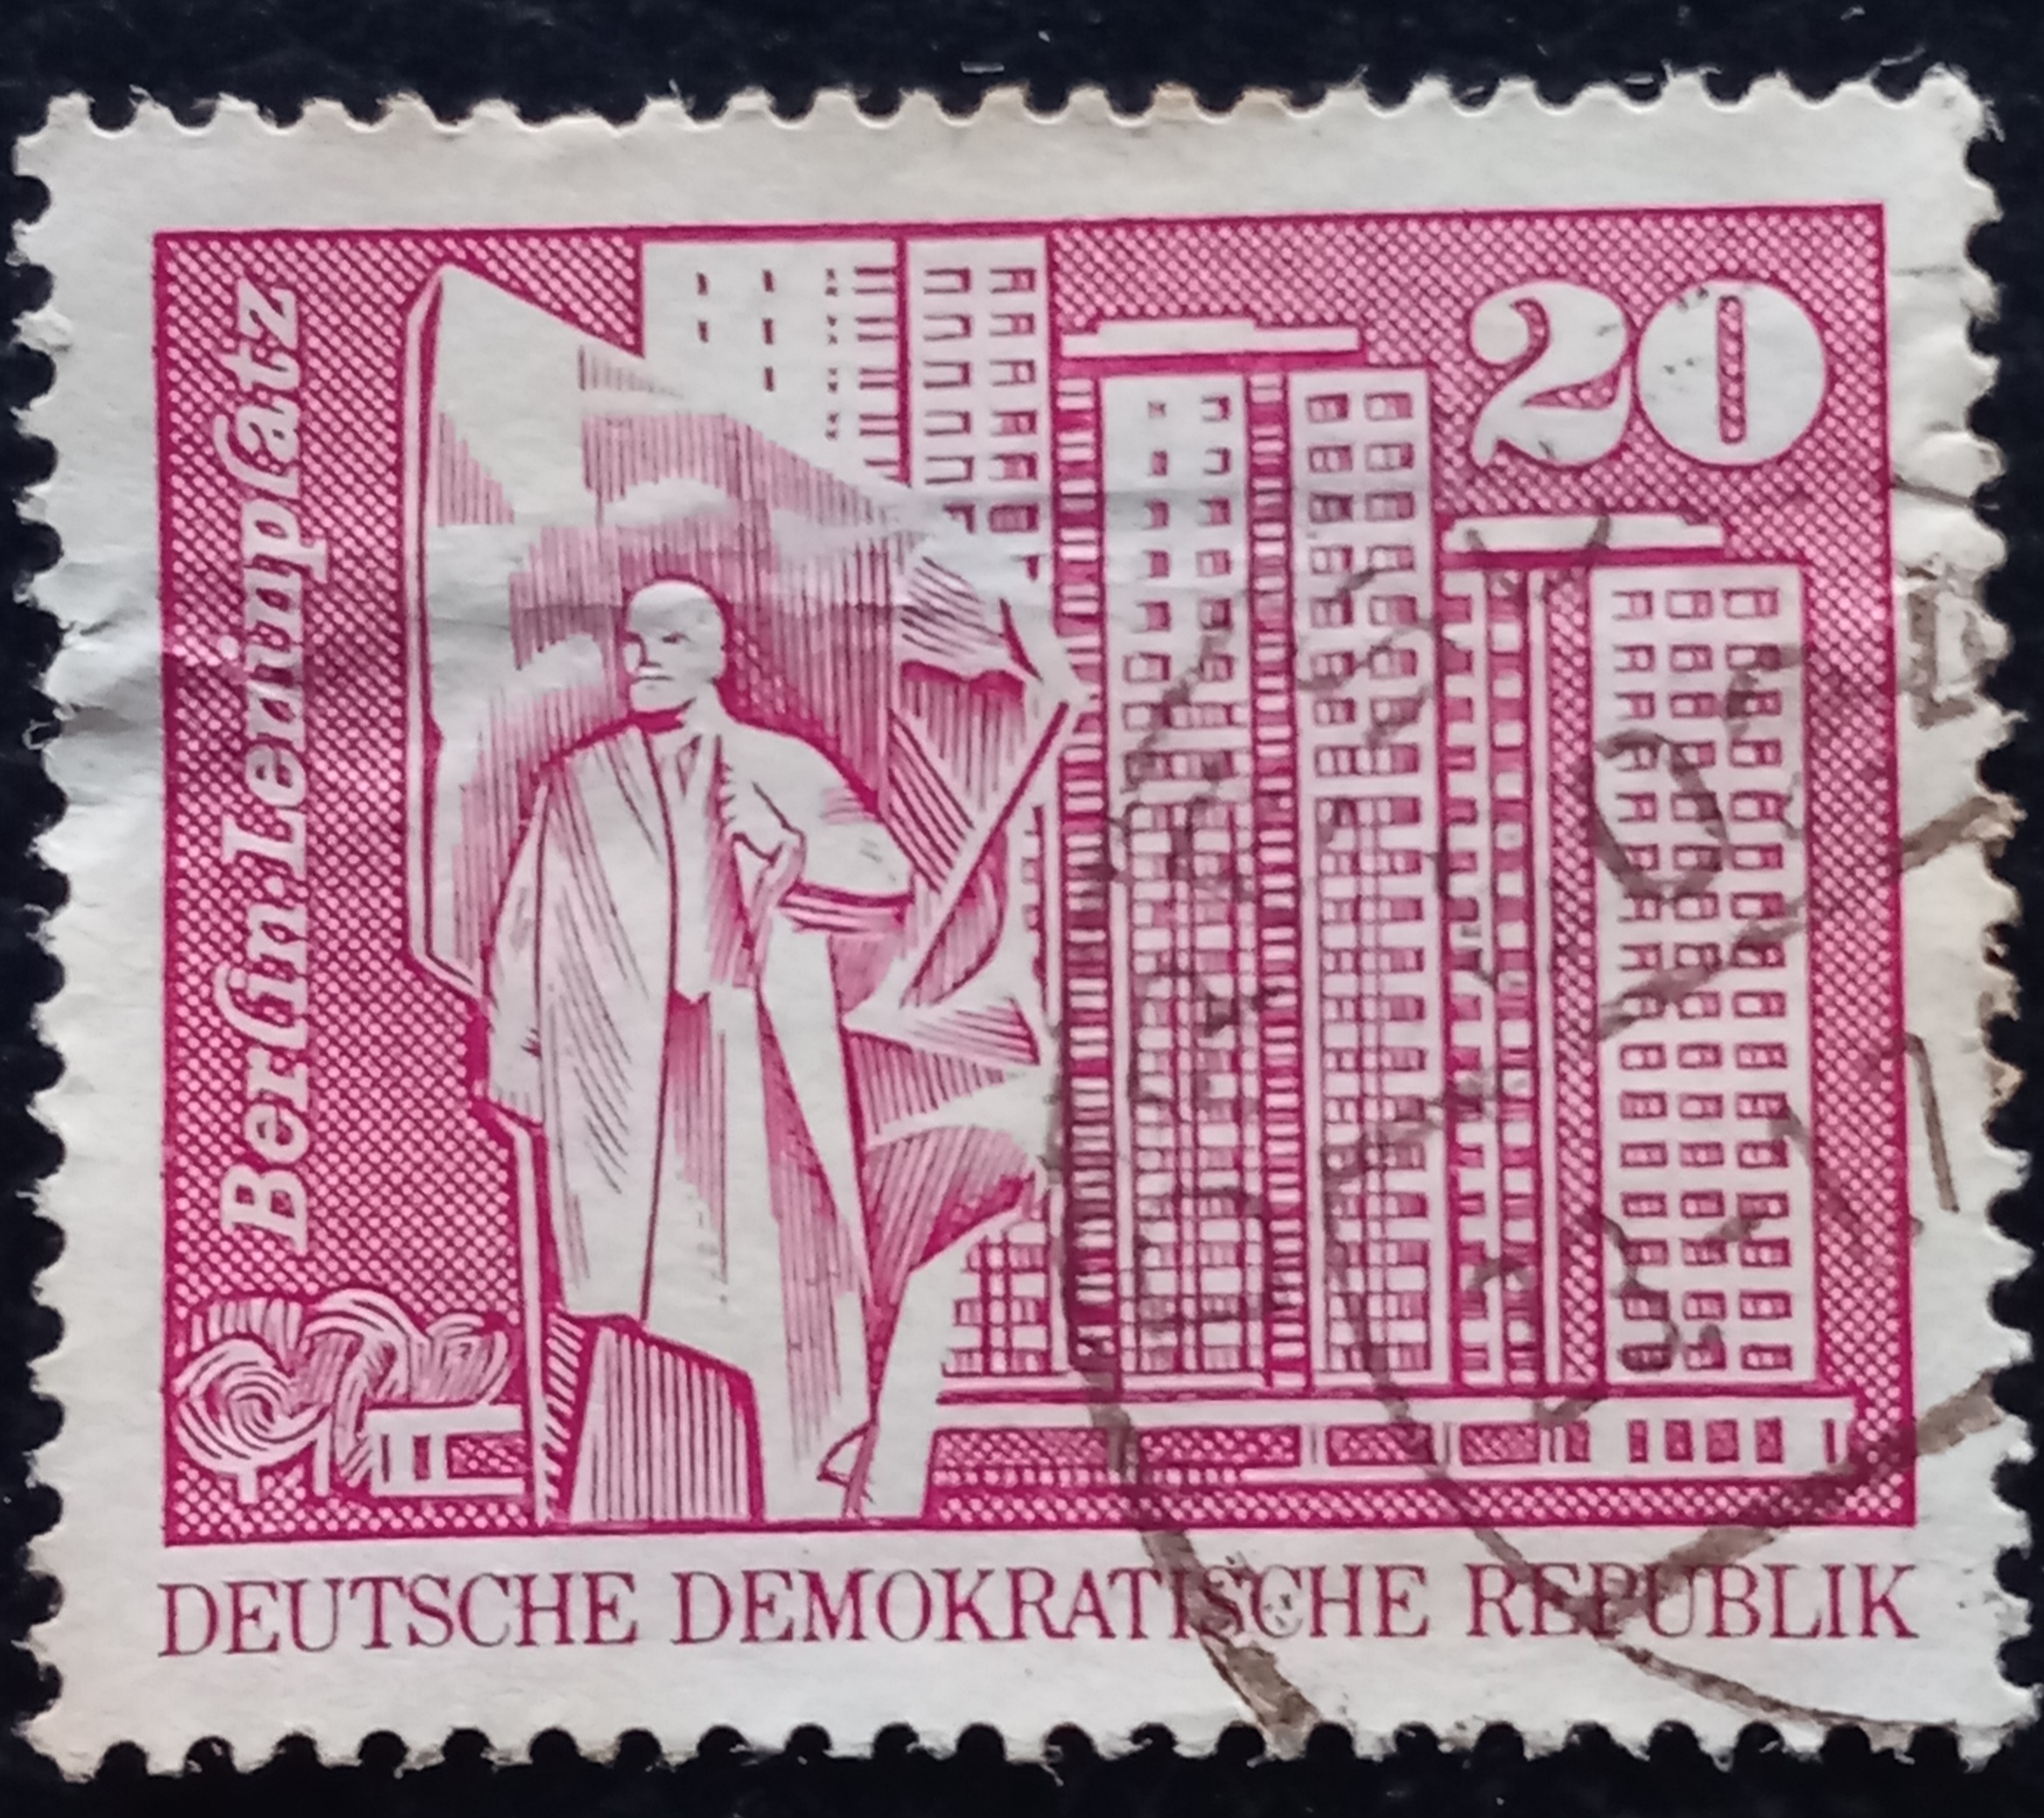 20
Berlin.Leninplatz
DEUTSCHE DEMOKRATISCHE REPUBLIK